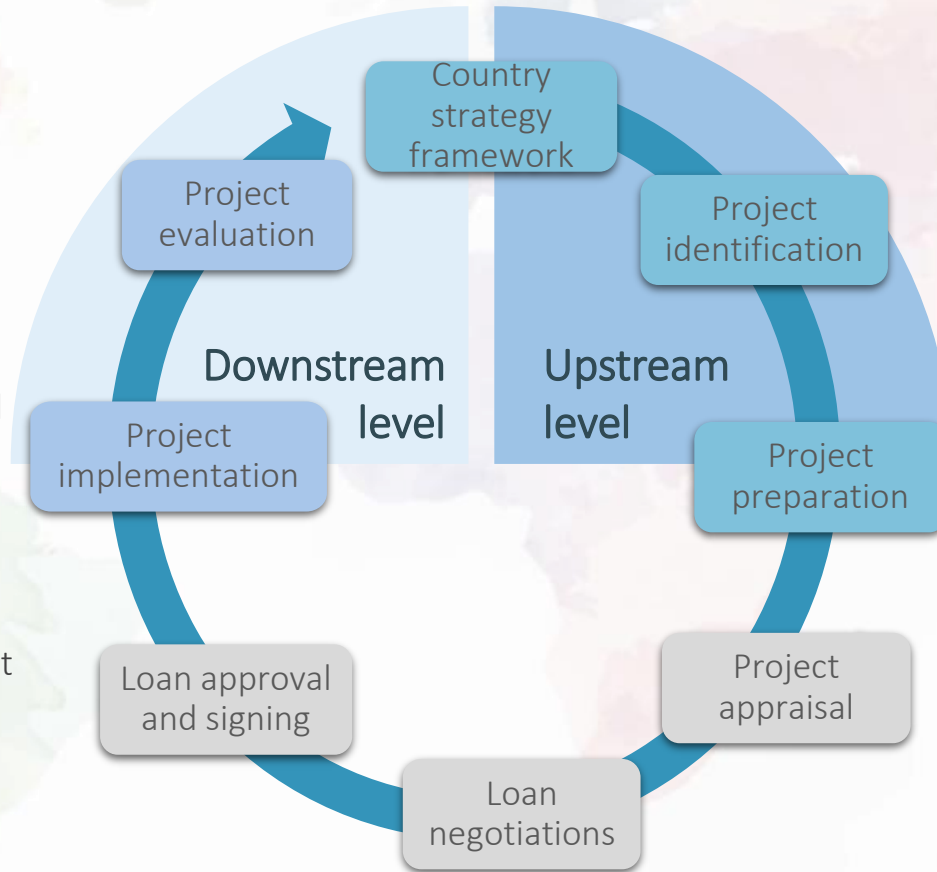 Country
strategy
framework
Project
identification
Project
preparation
Project
appraisal
Loan
negotiations
Loan approval
and signing
Project
implementation
Project
evaluation
Downstream
level
Upstream
level
t